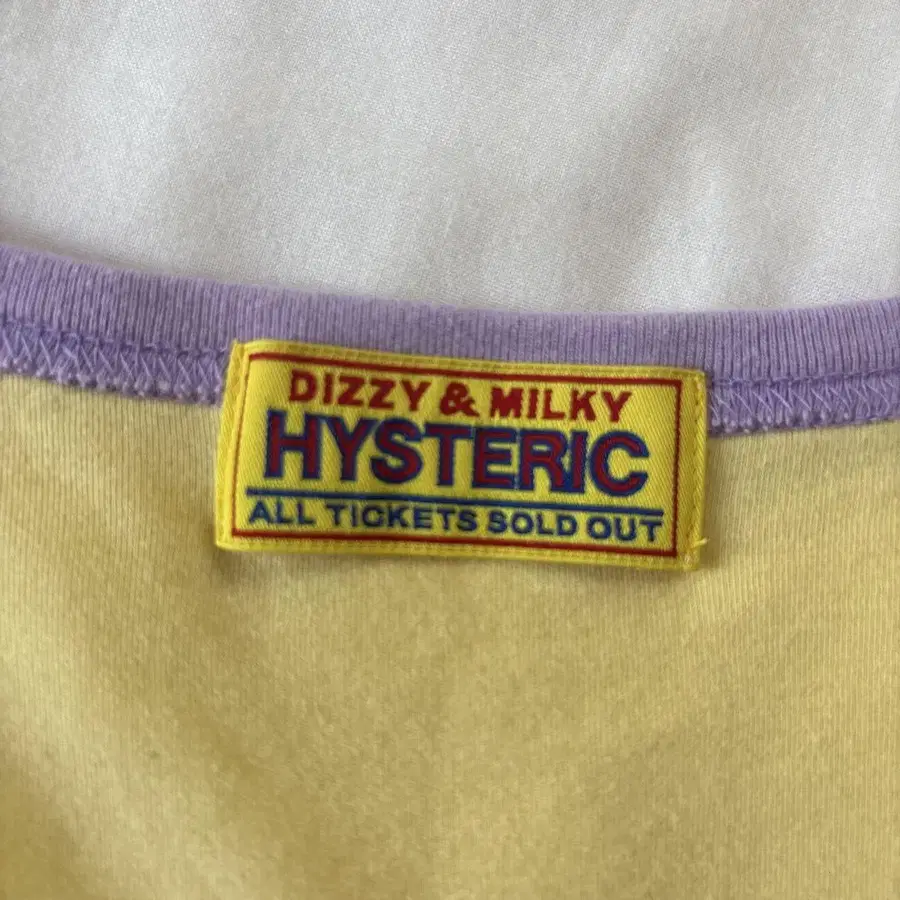 DIZZY & MILKY
HYSTERIC
ALL TICKETS SOLD OUT